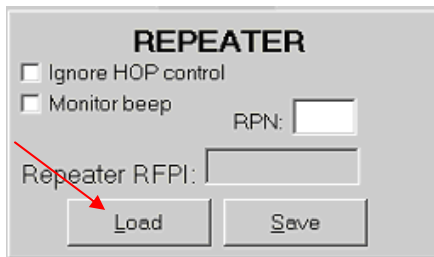 REPEATER
Ignore HOP control
Monitor beep
RPN:
Repeater RFPI:
Load Save